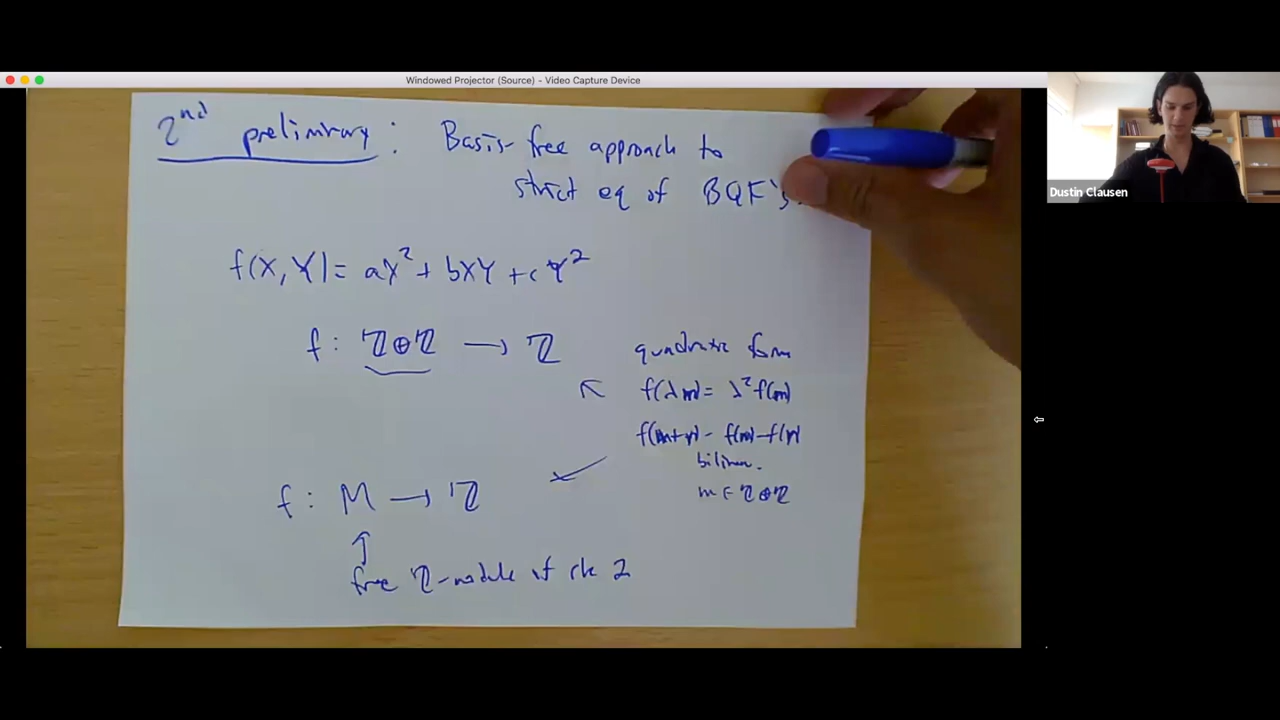 Windowed Projector (Source) - Video Capture Device
Dustin Clausen
2nd preliminary: Basis-free approach to
strict eq of BQF's.
f(X, Y) = aX² + bXY + cY²
f: ℤ⊕ℤ → ℤ
quadratic form
f(λm) = λ²f(m)
f(m+n) - f(m) - f(n)
bilinear.
m ∈ ℤ⊕ℤ
f: M → ℤ
↑
free ℤ-module of rk 2